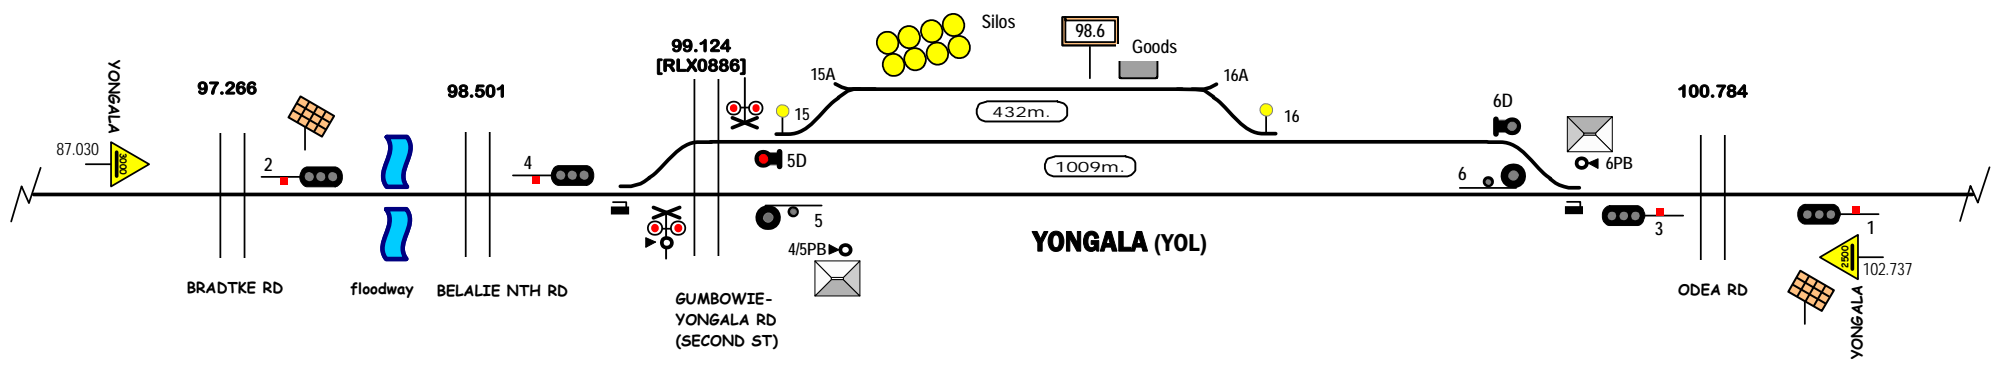 YONGALA
87.030
3000
97.266
2
98.501
4
99.124
[RLX0886]
15A
15
Silos
98.6
Goods
16A
16
432m.
1009m.
5D
5
4/5PB
6D
6
6PB
100.784
3
1
2500
102.737
YONGALA
YONGALA (YOL)
BRADTKE RD
floodway
BELALIE NTH RD
GUMBOWIE-
YONGALA RD
(SECOND ST)
ODEA RD